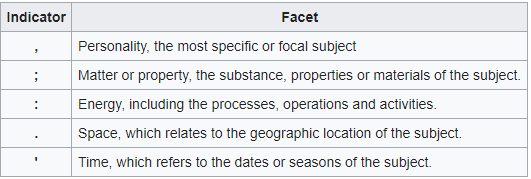 Indicator Facet
, Personality, the most specific or focal subject
; Matter or property, the substance, properties or materials of the subject.
: Energy, including the processes, operations and activities.
. Space, which relates to the geographic location of the subject.
' Time, which refers to the dates or seasons of the subject.